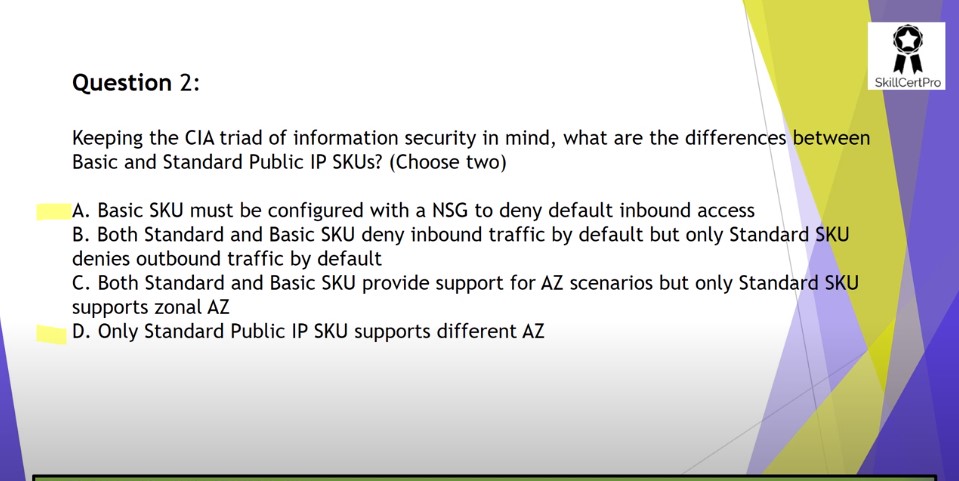 SkillCertPro
Question 2:
Keeping the CIA triad of information security in mind, what are the differences between
Basic and Standard Public IP SKUs? (Choose two)
A. Basic SKU must be configured with a NSG to deny default inbound access
B. Both Standard and Basic SKU deny inbound traffic by default but only Standard SKU
denies outbound traffic by default
C. Both Standard and Basic SKU provide support for AZ scenarios but only Standard SKU
supports zonal AZ
D. Only Standard Public IP SKU supports different AZ